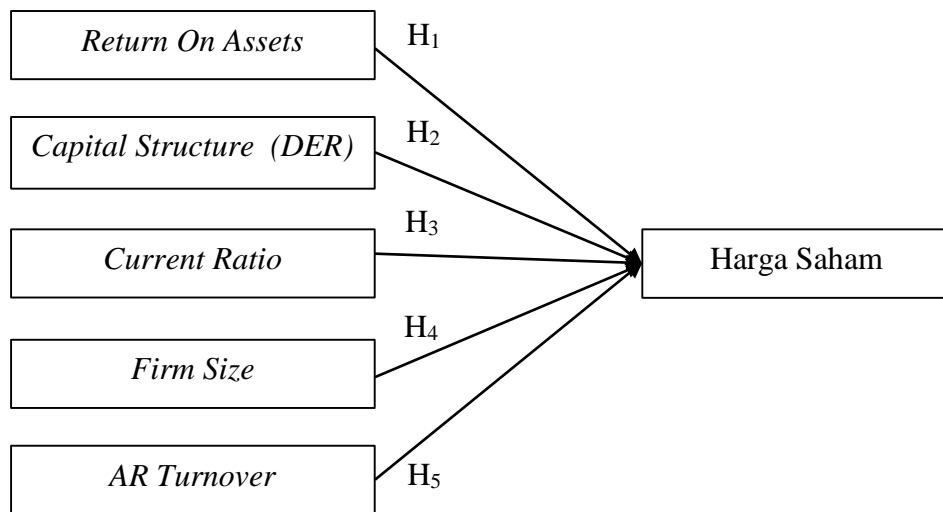 Return On Assets
H₁
Capital Structure (DER)
H₂
Current Ratio
H₃
Harga Saham
Firm Size
H₄
AR Turnover
H₅